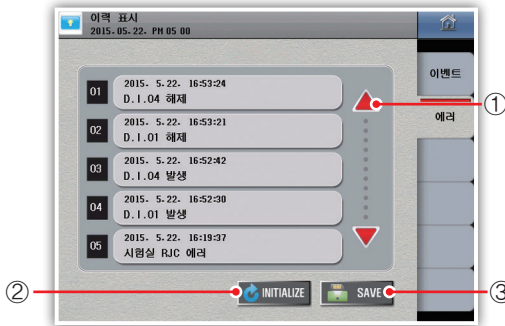 이력 표시
2015. 05. 22. PM 05 00
이벤트
에러
01
2015. 5.22. 16:53:24
D.I.04 해제
02
2015. 5.22. 16:53:21
D.I.01 해제
03
2015. 5.22. 16:52:42
D.I.04 발생
04
2015. 5.22. 16:52:30
D.I.01 발생
05
2015. 5.22. 16:19:37
시험실 RJC 에러
INITIALIZE
SAVE
①
②
③